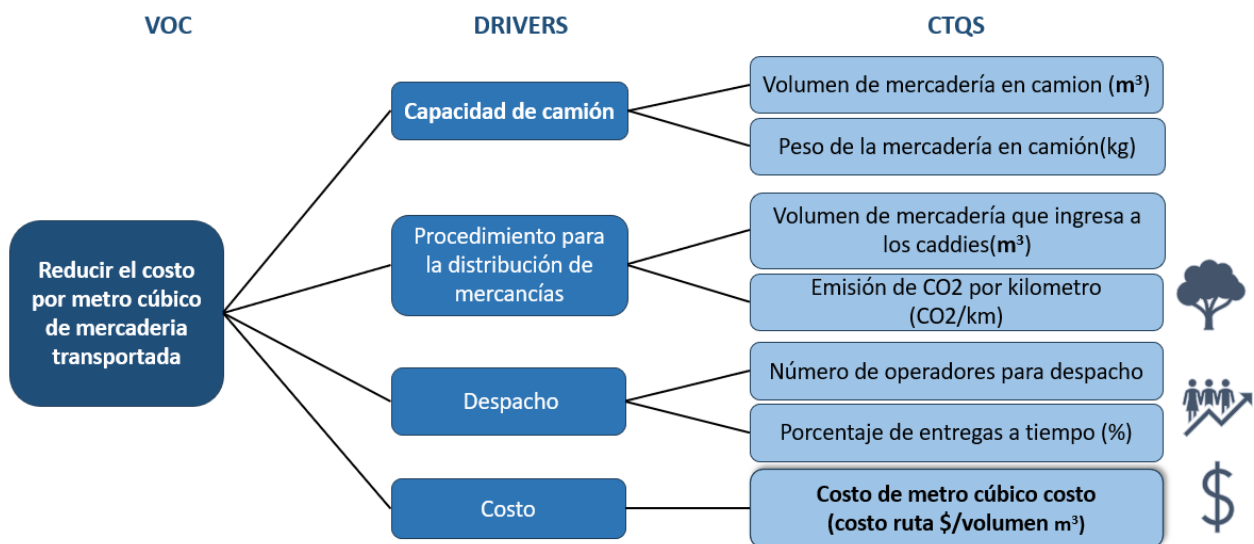 VOC
DRIVERS
CTQS
Reducir el costo
por metro cúbico
de mercaderia
transportada
Capacidad de camión
Volumen de mercadería en camion (m³)
Peso de la mercadería en camión(kg)
Procedimiento para
la distribución de
mercancías
Volumen de mercadería que ingresa a
los caddies(m³)
Emisión de CO2 por kilometro
(CO2/km)
Despacho
Número de operadores para despacho
Porcentaje de entregas a tiempo (%)
Costo
Costo de metro cúbico costo
(costo ruta $/volumen m³)
$